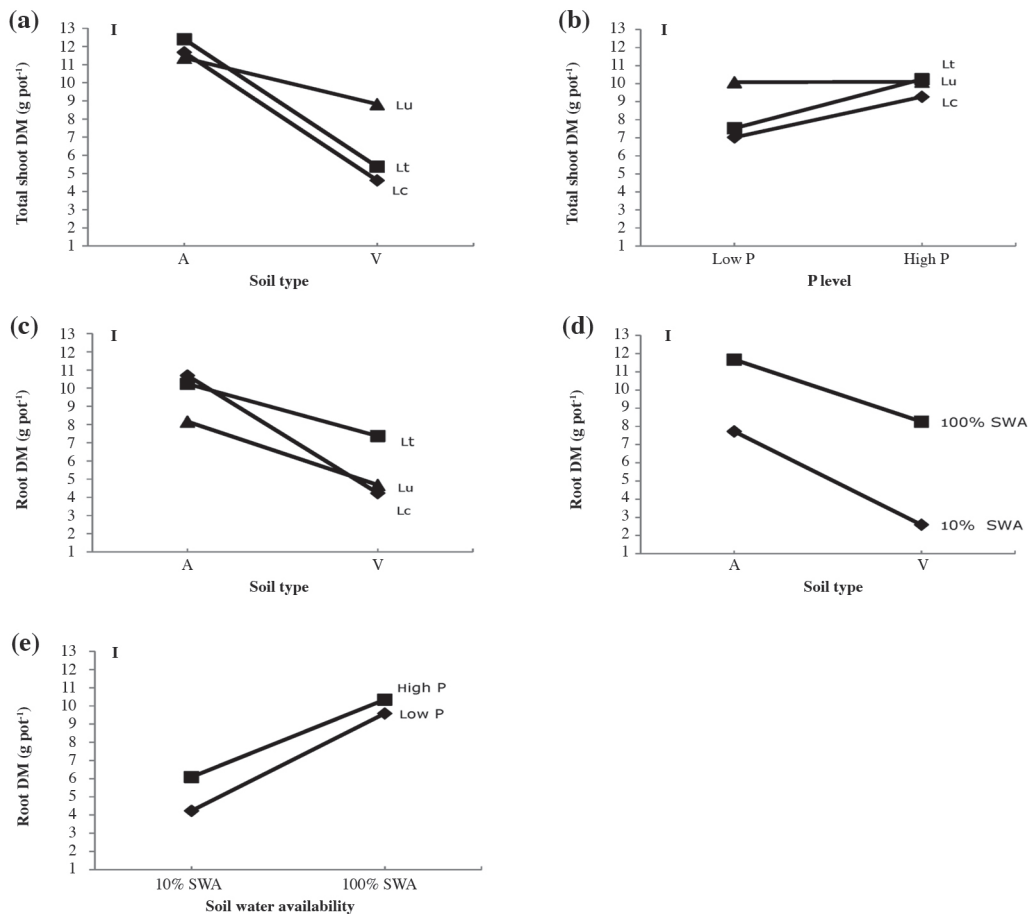 (a)
13
12
11
10
9
8
7
6
5
4
3
2
1
Total shoot DM (g pot⁻¹)
I
Lu
Lt
Lc
A V
Soil type
(b)
13
12
11
10
9
8
7
6
5
4
3
2
1
Total shoot DM (g pot⁻¹)
I
Lt
Lu
Lc
Low P High P
P level
(c)
13
12
11
10
9
8
7
6
5
4
3
2
1
Root DM (g pot⁻¹)
I
Lt
Lu
Lc
A V
Soil type
(d)
13
12
11
10
9
8
7
6
5
4
3
2
1
Root DM (g pot⁻¹)
I
100% SWA
10% SWA
A V
Soil type
(e)
13
12
11
10
9
8
7
6
5
4
3
2
1
Root DM (g pot⁻¹)
I
High P
Low P
10% SWA 100% SWA
Soil water availability